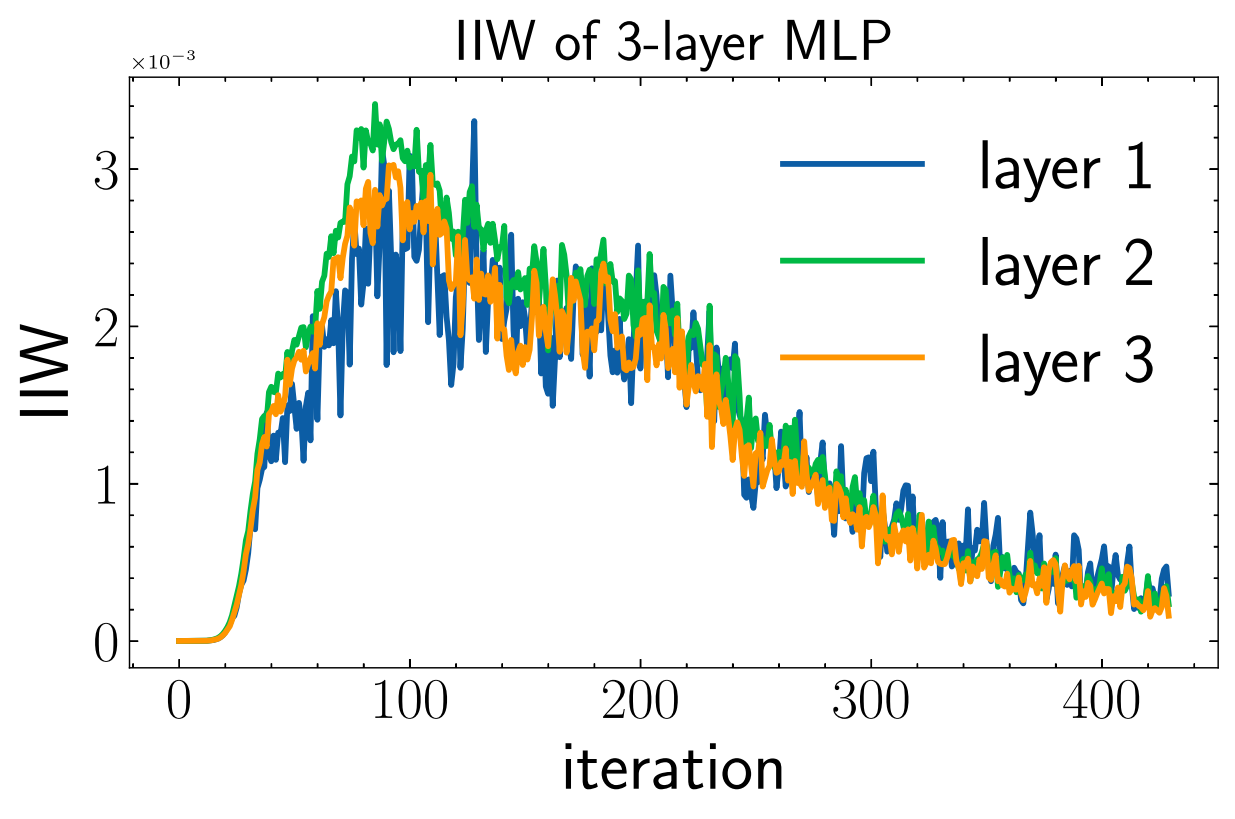 IIW of 3-layer MLP
×10⁻³
3
2
1
0
IIW
layer 1
layer 2
layer 3
0 100 200 300 400
iteration